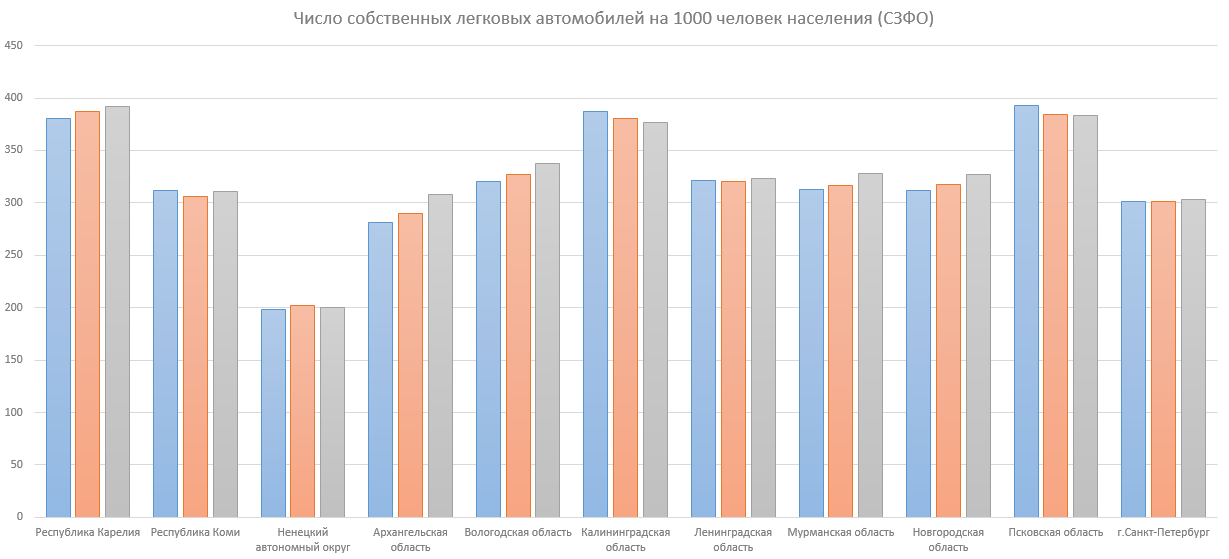 Число собственных легковых автомобилей на 1000 человек населения (СЗФО)
450
400
350
300
250
200
150
100
50
0
Республика Карелия
Республика Коми
Ненецкий
автономный округ
Архангельская
область
Вологодская область
Калининградская
область
Ленинградская
область
Мурманская область
Новгородская
область
Псковская область
г.Санкт-Петербург